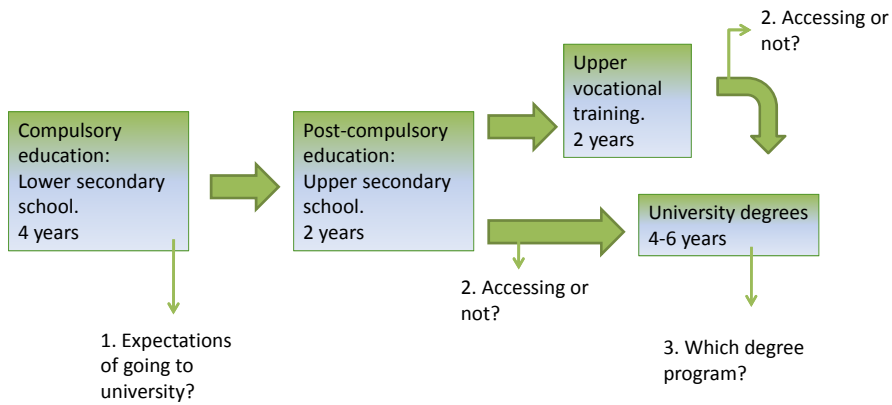 2. Accessing or
not?
Upper
vocational
training.
2 years
Compulsory
education:
Lower secondary
school.
4 years
Post-compulsory
education:
Upper secondary
school.
2 years
University degrees
4-6 years
2. Accessing or
not?
1. Expectations
of going to
university?
3. Which degree
program?